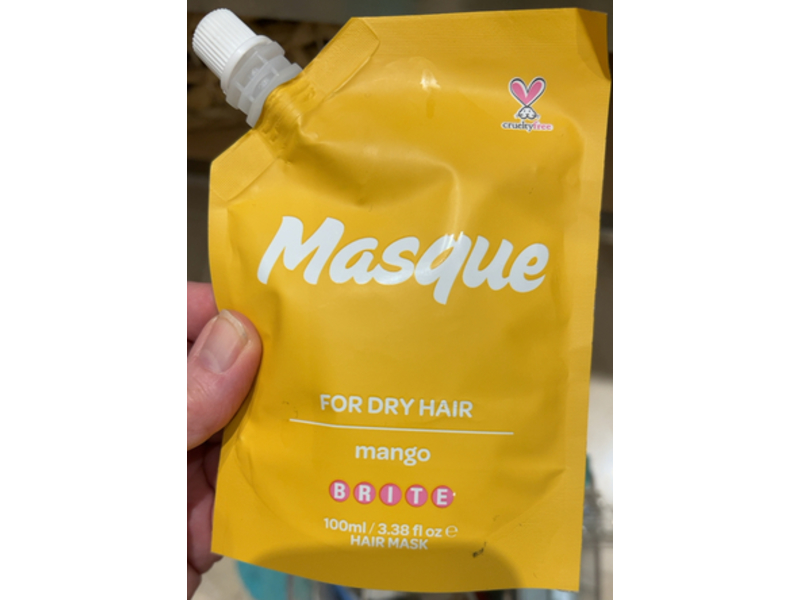 crueltyfree
Masque
FOR DRY HAIR
mango
BRITE
100ml / 3.38 fl oz ℮
HAIR MASK